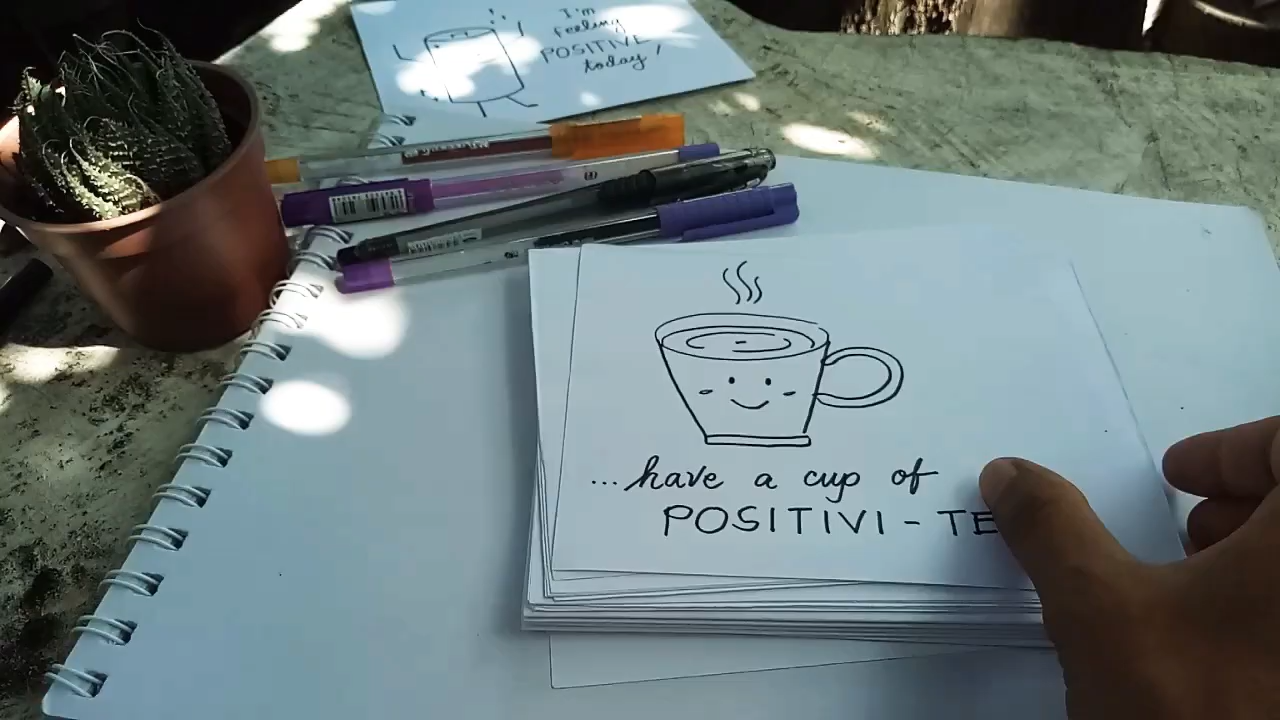 I'm
feeling
POSITIVE
today!
...have a cup of
POSITIVI-TE